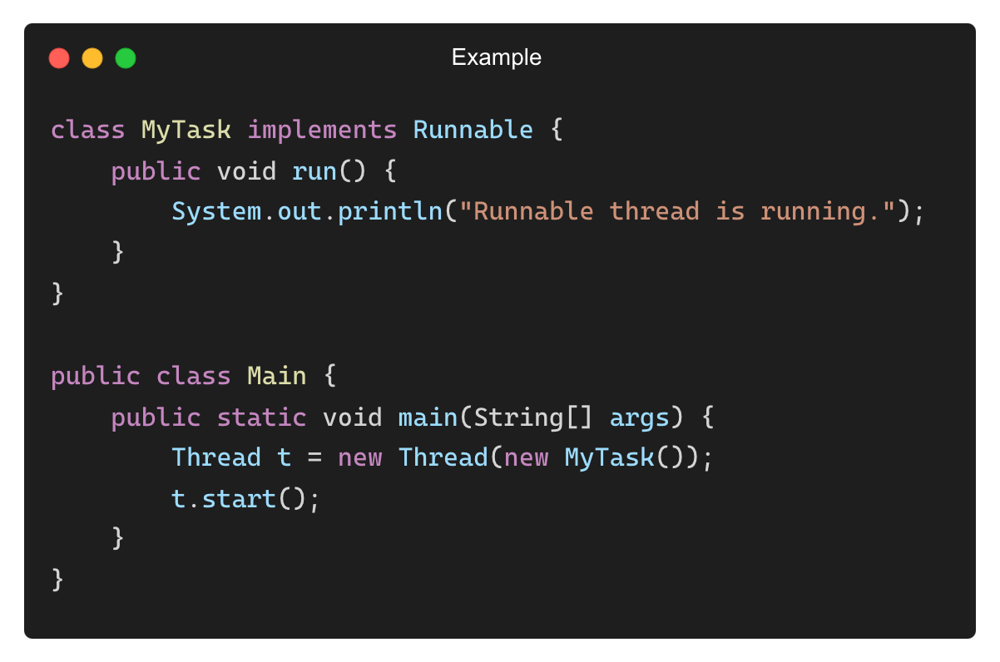 Example
class MyTask implements Runnable {
    public void run() {
        System.out.println("Runnable thread is running.");
    }
}

public class Main {
    public static void main(String[] args) {
        Thread t = new Thread(new MyTask());
        t.start();
    }
}